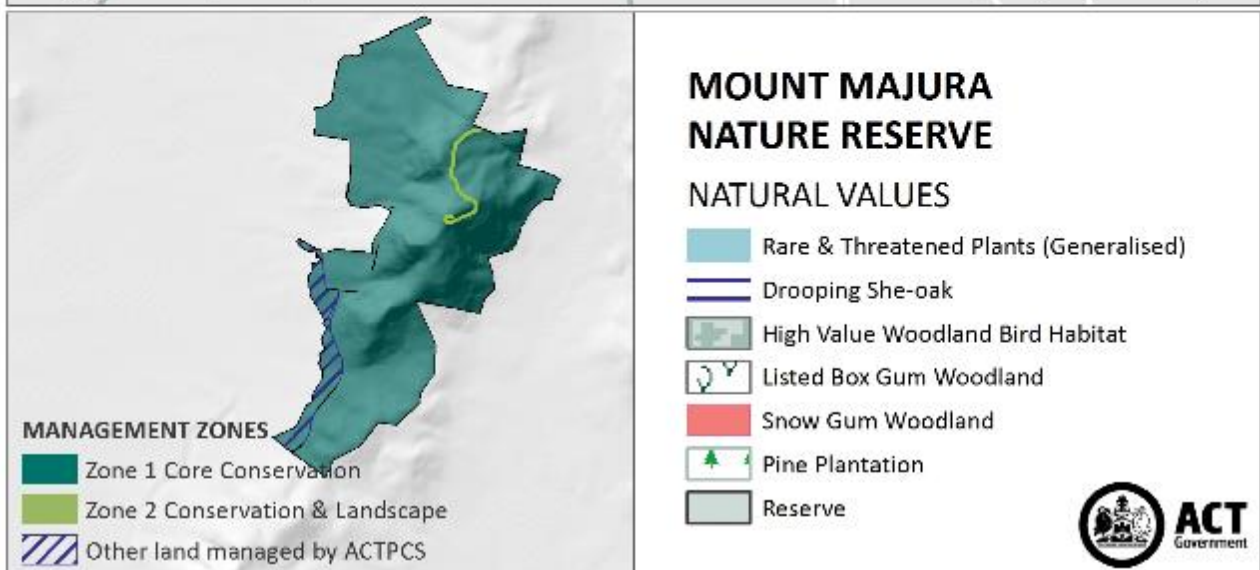 MOUNT MAJURA
NATURE RESERVE
NATURAL VALUES
Rare & Threatened Plants (Generalised)
Drooping She-oak
High Value Woodland Bird Habitat
Listed Box Gum Woodland
Snow Gum Woodland
Pine Plantation
Reserve
MANAGEMENT ZONES
Zone 1 Core Conservation
Zone 2 Conservation & Landscape
Other land managed by ACTPCS
ACT
Government